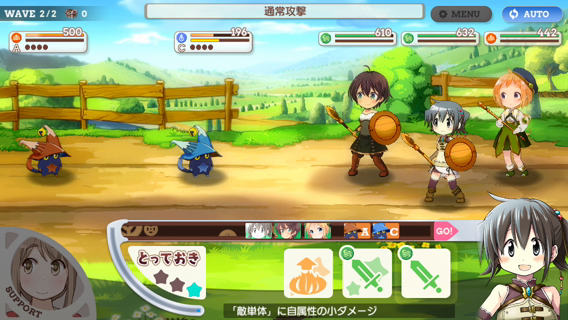 WAVE 2/2 0
通常攻撃
MENU
AUTO
500
A
196
C
610
632
442
A C GO!
とっておき
SUPPORT
「敵単体」に自属性の小ダメージ